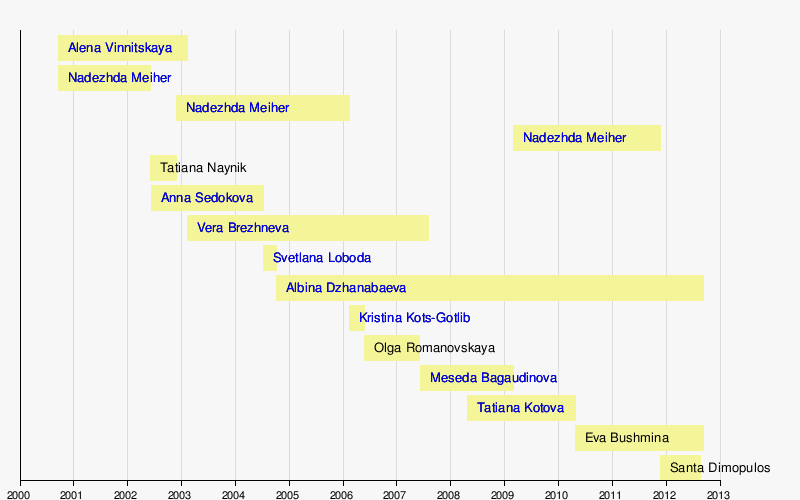 Alena Vinnitskaya
Nadezhda Meiher
Nadezhda Meiher
Nadezhda Meiher
Tatiana Naynik
Anna Sedokova
Vera Brezhneva
Svetlana Loboda
Albina Dzhanabaeva
Kristina Kots-Gotlib
Olga Romanovskaya
Meseda Bagaudinova
Tatiana Kotova
Eva Bushmina
Santa Dimopulos
2000 2001 2002 2003 2004 2005 2006 2007 2008 2009 2010 2011 2012 2013